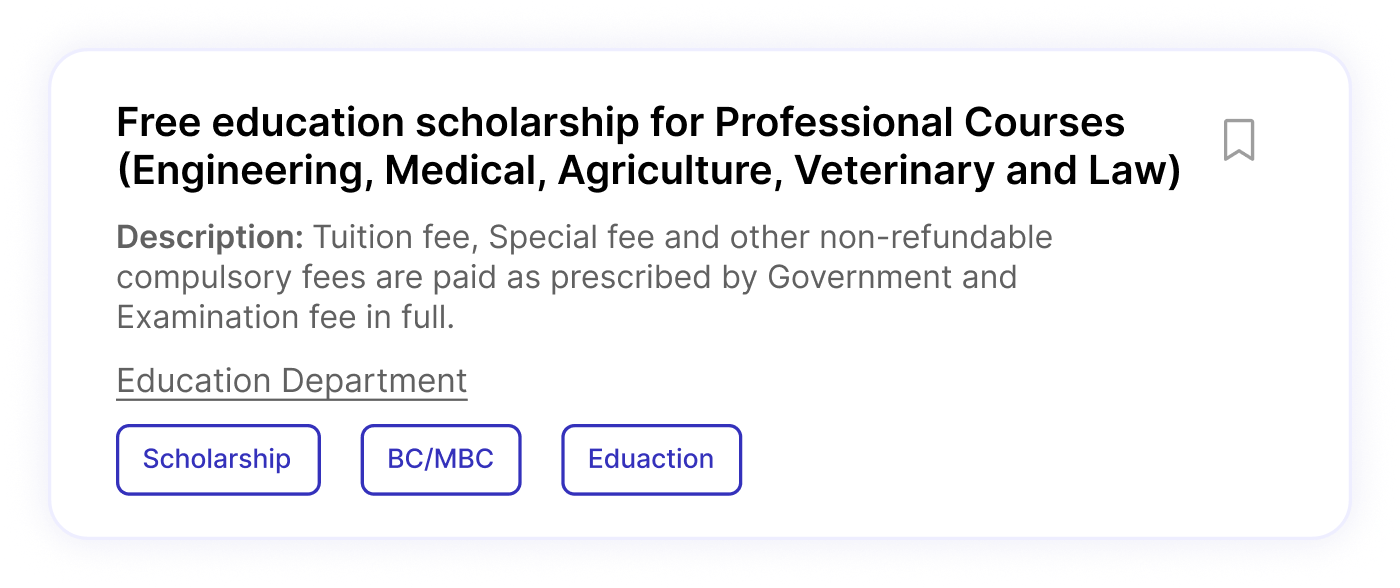 Free education scholarship for Professional Courses
(Engineering, Medical, Agriculture, Veterinary and Law)
Description: Tuition fee, Special fee and other non-refundable
compulsory fees are paid as prescribed by Government and
Examination fee in full.
Education Department
Scholarship BC/MBC Eduaction